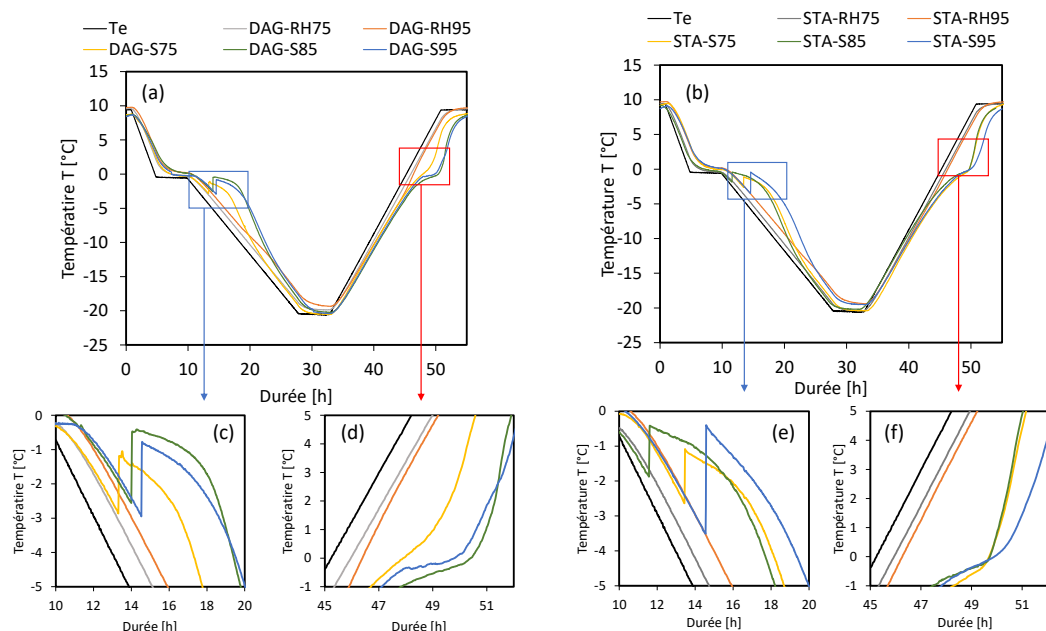 Te DAG-RH75 DAG-RH95
DAG-S75 DAG-S85 DAG-S95
15
10
5
0
-5
-10
-15
-20
-25
Températire T [°C]
(a)
0 10 20 30 40 50
Durée [h]
Te STA-RH75 STA-RH95
STA-S75 STA-S85 STA-S95
15
10
5
0
-5
-10
-15
-20
-25
Température T [°C]
(b)
0 10 20 30 40 50
Durée [h]
0
-1
-2
-3
-4
-5
Températire T [°C]
(c)
10 12 14 16 18 20
Durée [h]
5
4
3
2
1
0
-1
Températire T [°C]
(d)
45 47 49 51
Durée [h]
0
-1
-2
-3
-4
-5
Température T [°C]
(e)
10 12 14 16 18 20
Durée [h]
5
4
3
2
1
0
-1
Température T [°C]
(f)
45 47 49 51
Durée [h]